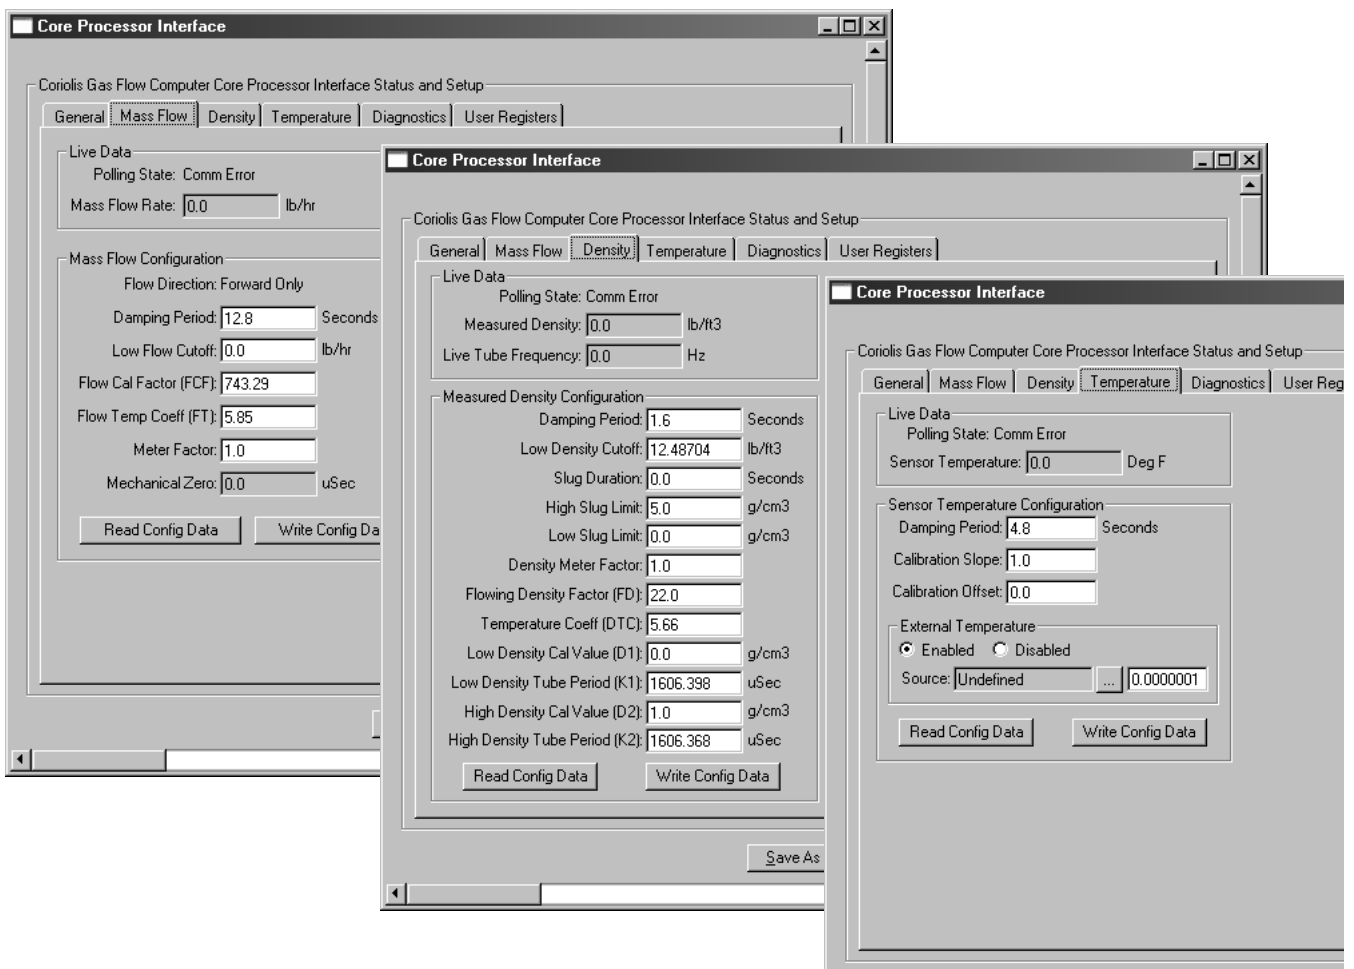 Core Processor Interface
Coriolis Gas Flow Computer Core Processor Interface Status and Setup
General Mass Flow Density Temperature Diagnostics User Registers
Live Data
Polling State: Comm Error
Mass Flow Rate: 0.0 lb/hr
Mass Flow Configuration
Flow Direction: Forward Only
Damping Period: 12.8 Seconds
Low Flow Cutoff: 0.0 lb/hr
Flow Cal Factor (FCF): 743.29
Flow Temp Coeff (FT): 5.85
Meter Factor: 1.0
Mechanical Zero: 0.0 uSec
Read Config Data Write Config Da
Core Processor Interface
Coriolis Gas Flow Computer Core Processor Interface Status and Setup
General Mass Flow Density Temperature Diagnostics User Registers
Live Data
Polling State: Comm Error
Measured Density: 0.0 lb/ft3
Live Tube Frequency: 0.0 Hz
Measured Density Configuration
Damping Period: 1.6 Seconds
Low Density Cutoff: 12.48704 lb/ft3
Slug Duration: 0.0 Seconds
High Slug Limit: 5.0 g/cm3
Low Slug Limit: 0.0 g/cm3
Density Meter Factor: 1.0
Flowing Density Factor (FD): 22.0
Temperature Coeff (DTC): 5.66
Low Density Cal Value (D1): 0.0 g/cm3
Low Density Tube Period (K1): 1606.398 uSec
High Density Cal Value (D2): 1.0 g/cm3
High Density Tube Period (K2): 1606.368 uSec
Read Config Data Write Config Data
Save As
Core Processor Interface
Coriolis Gas Flow Computer Core Processor Interface Status and Setup
General Mass Flow Density Temperature Diagnostics User Reg
Live Data
Polling State: Comm Error
Sensor Temperature: 0.0 Deg F
Sensor Temperature Configuration
Damping Period: 4.8 Seconds
Calibration Slope: 1.0
Calibration Offset: 0.0
External Temperature
Enabled Disabled
Source: Undefined ... 0.0000001
Read Config Data Write Config Data